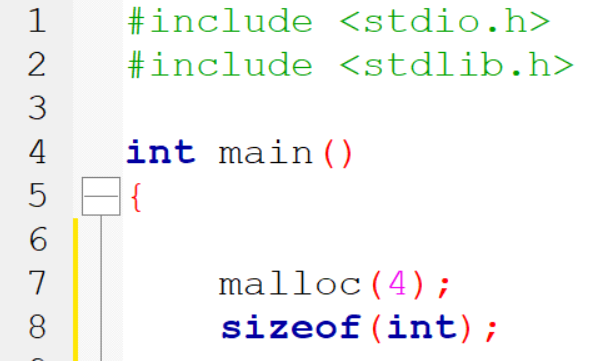 1 #include <stdio.h>
2 #include <stdlib.h>
3
4 int main()
5 {
6
7 malloc(4);
8 sizeof(int);